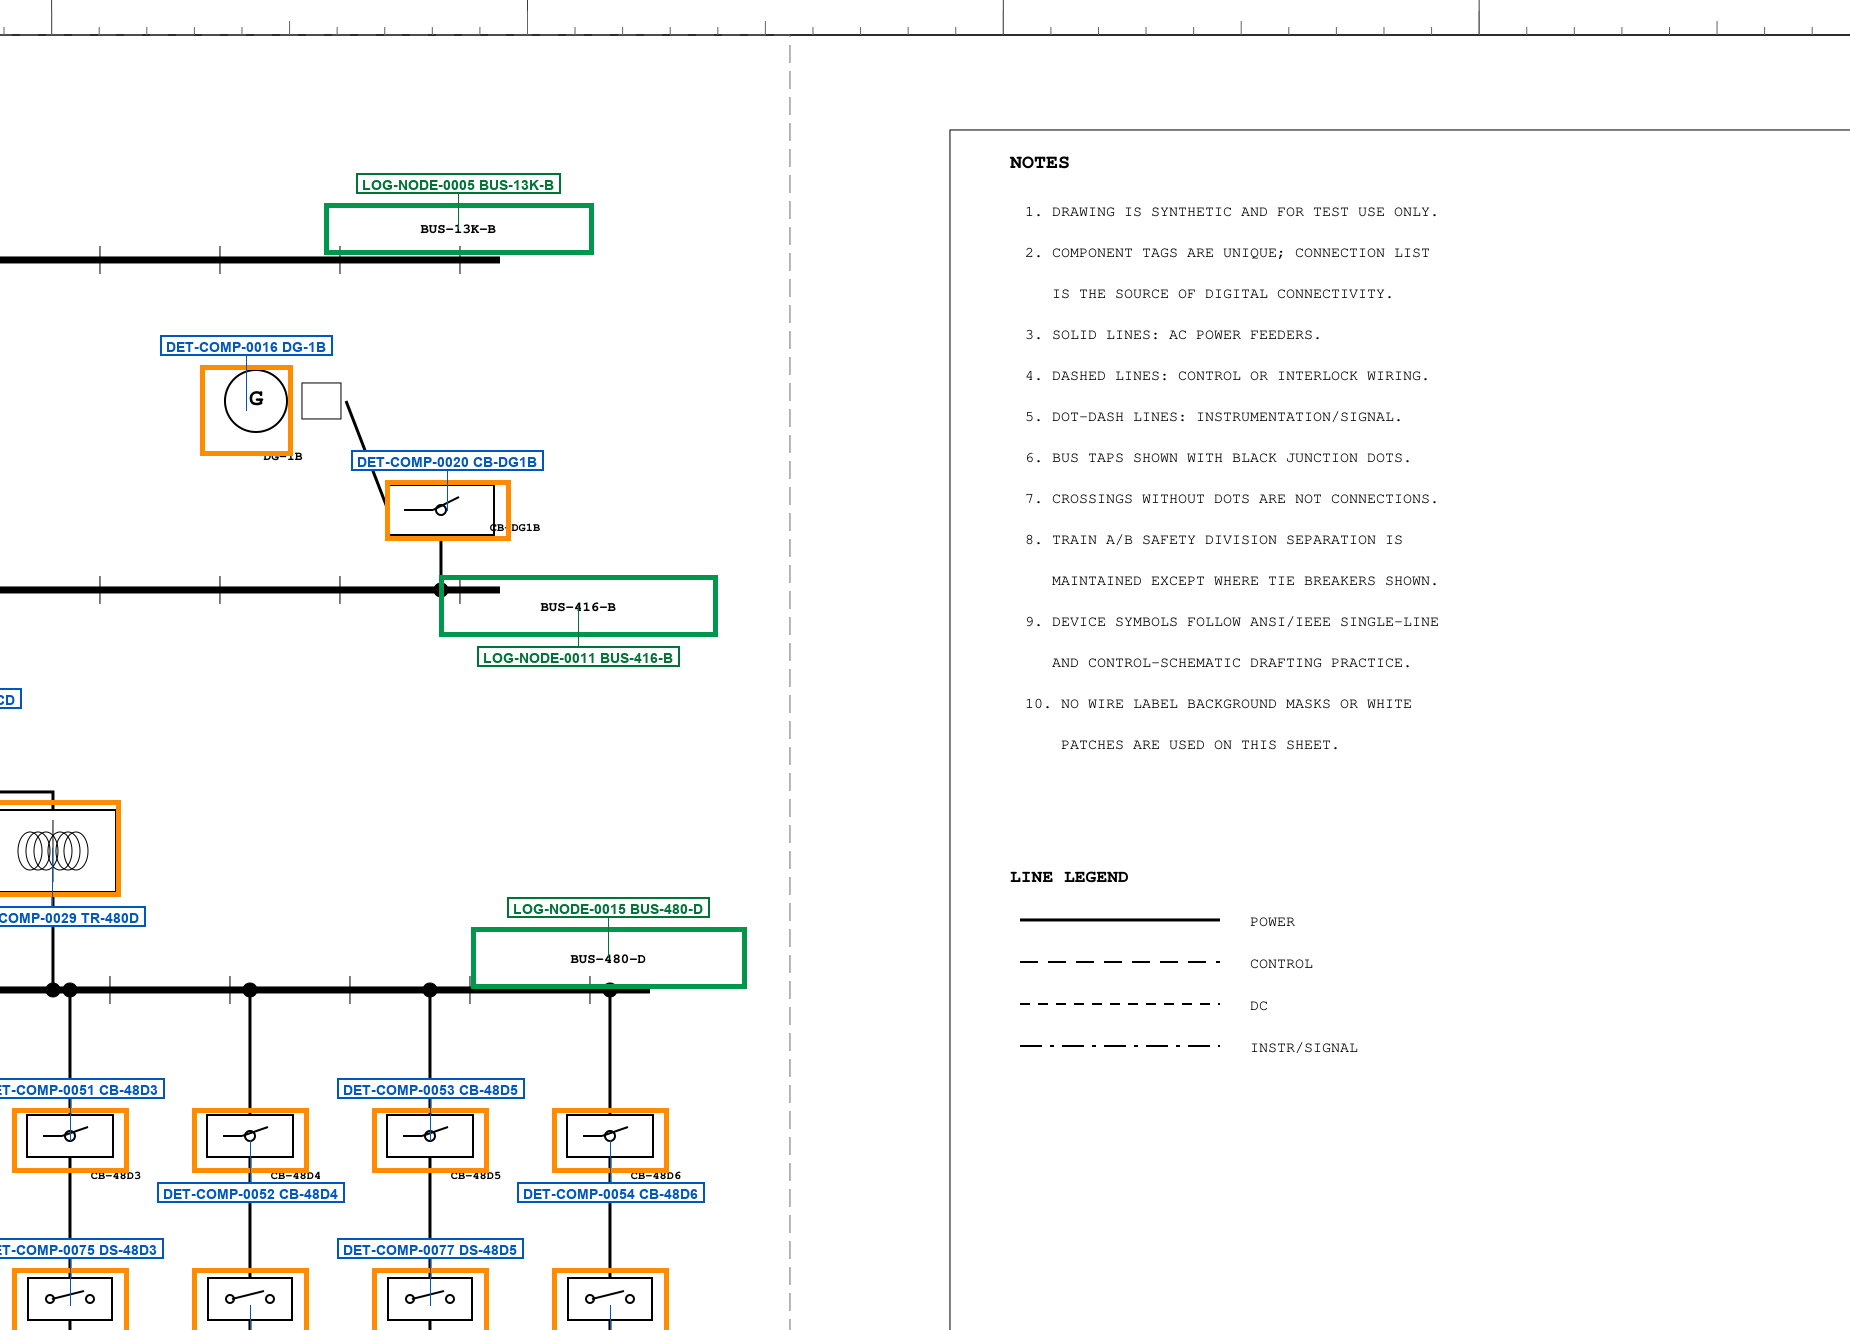 LOG-NODE-0005 BUS-13K-B
BUS-13K-B
DET-COMP-0016 DG-1B
G
DG-1B
DET-COMP-0020 CB-DG1B
CB-DG1B
BUS-416-B
LOG-NODE-0011 BUS-416-B
CD
COMP-0029 TR-480D
LOG-NODE-0015 BUS-480-D
BUS-480-D
ET-COMP-0051 CB-48D3
DET-COMP-0053 CB-48D5
CB-48D3
CB-48D4
CB-48D5
CB-48D6
DET-COMP-0052 CB-48D4
DET-COMP-0054 CB-48D6
ET-COMP-0075 DS-48D3
DET-COMP-0077 DS-48D5
NOTES
1. DRAWING IS SYNTHETIC AND FOR TEST USE ONLY.
2. COMPONENT TAGS ARE UNIQUE; CONNECTION LIST
IS THE SOURCE OF DIGITAL CONNECTIVITY.
3. SOLID LINES: AC POWER FEEDERS.
4. DASHED LINES: CONTROL OR INTERLOCK WIRING.
5. DOT-DASH LINES: INSTRUMENTATION/SIGNAL.
6. BUS TAPS SHOWN WITH BLACK JUNCTION DOTS.
7. CROSSINGS WITHOUT DOTS ARE NOT CONNECTIONS.
8. TRAIN A/B SAFETY DIVISION SEPARATION IS
MAINTAINED EXCEPT WHERE TIE BREAKERS SHOWN.
9. DEVICE SYMBOLS FOLLOW ANSI/IEEE SINGLE-LINE
AND CONTROL-SCHEMATIC DRAFTING PRACTICE.
10. NO WIRE LABEL BACKGROUND MASKS OR WHITE
PATCHES ARE USED ON THIS SHEET.
LINE LEGEND
POWER
CONTROL
DC
INSTR/SIGNAL